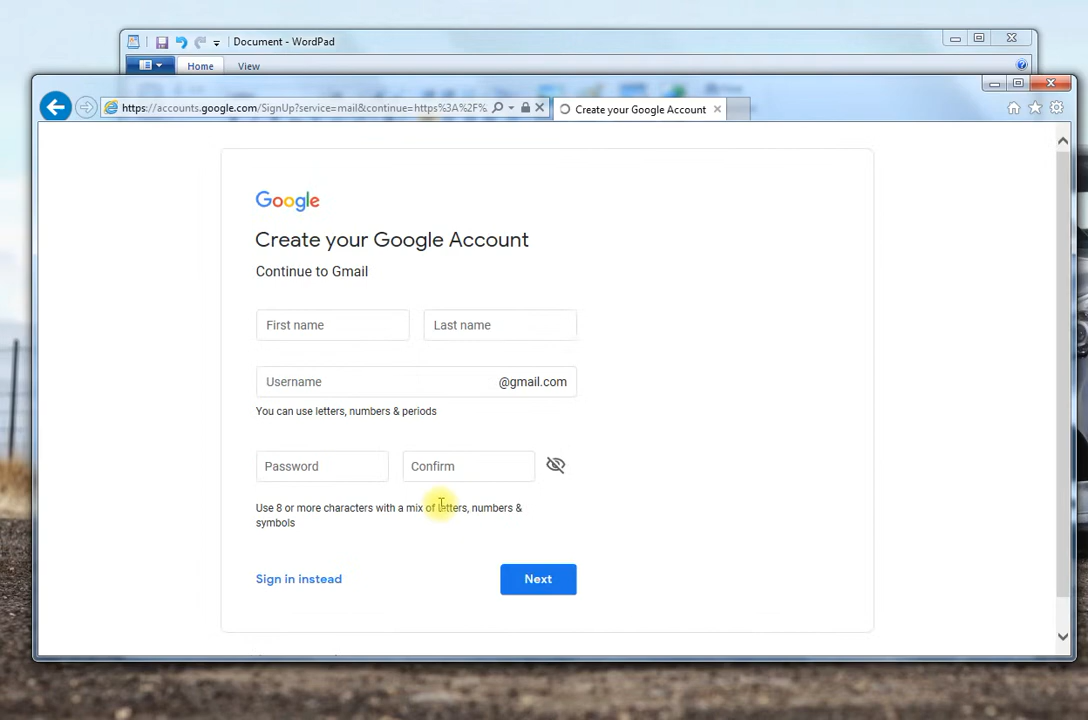 Document - WordPad
Home View
https://accounts.google.com/SignUp?service=mail&continue=https%3A%2F%
Create your Google Account
Google
Create your Google Account
Continue to Gmail
First name Last name
Username @gmail.com
You can use letters, numbers & periods
Password Confirm
Use 8 or more characters with a mix of letters, numbers &
symbols
Sign in instead Next